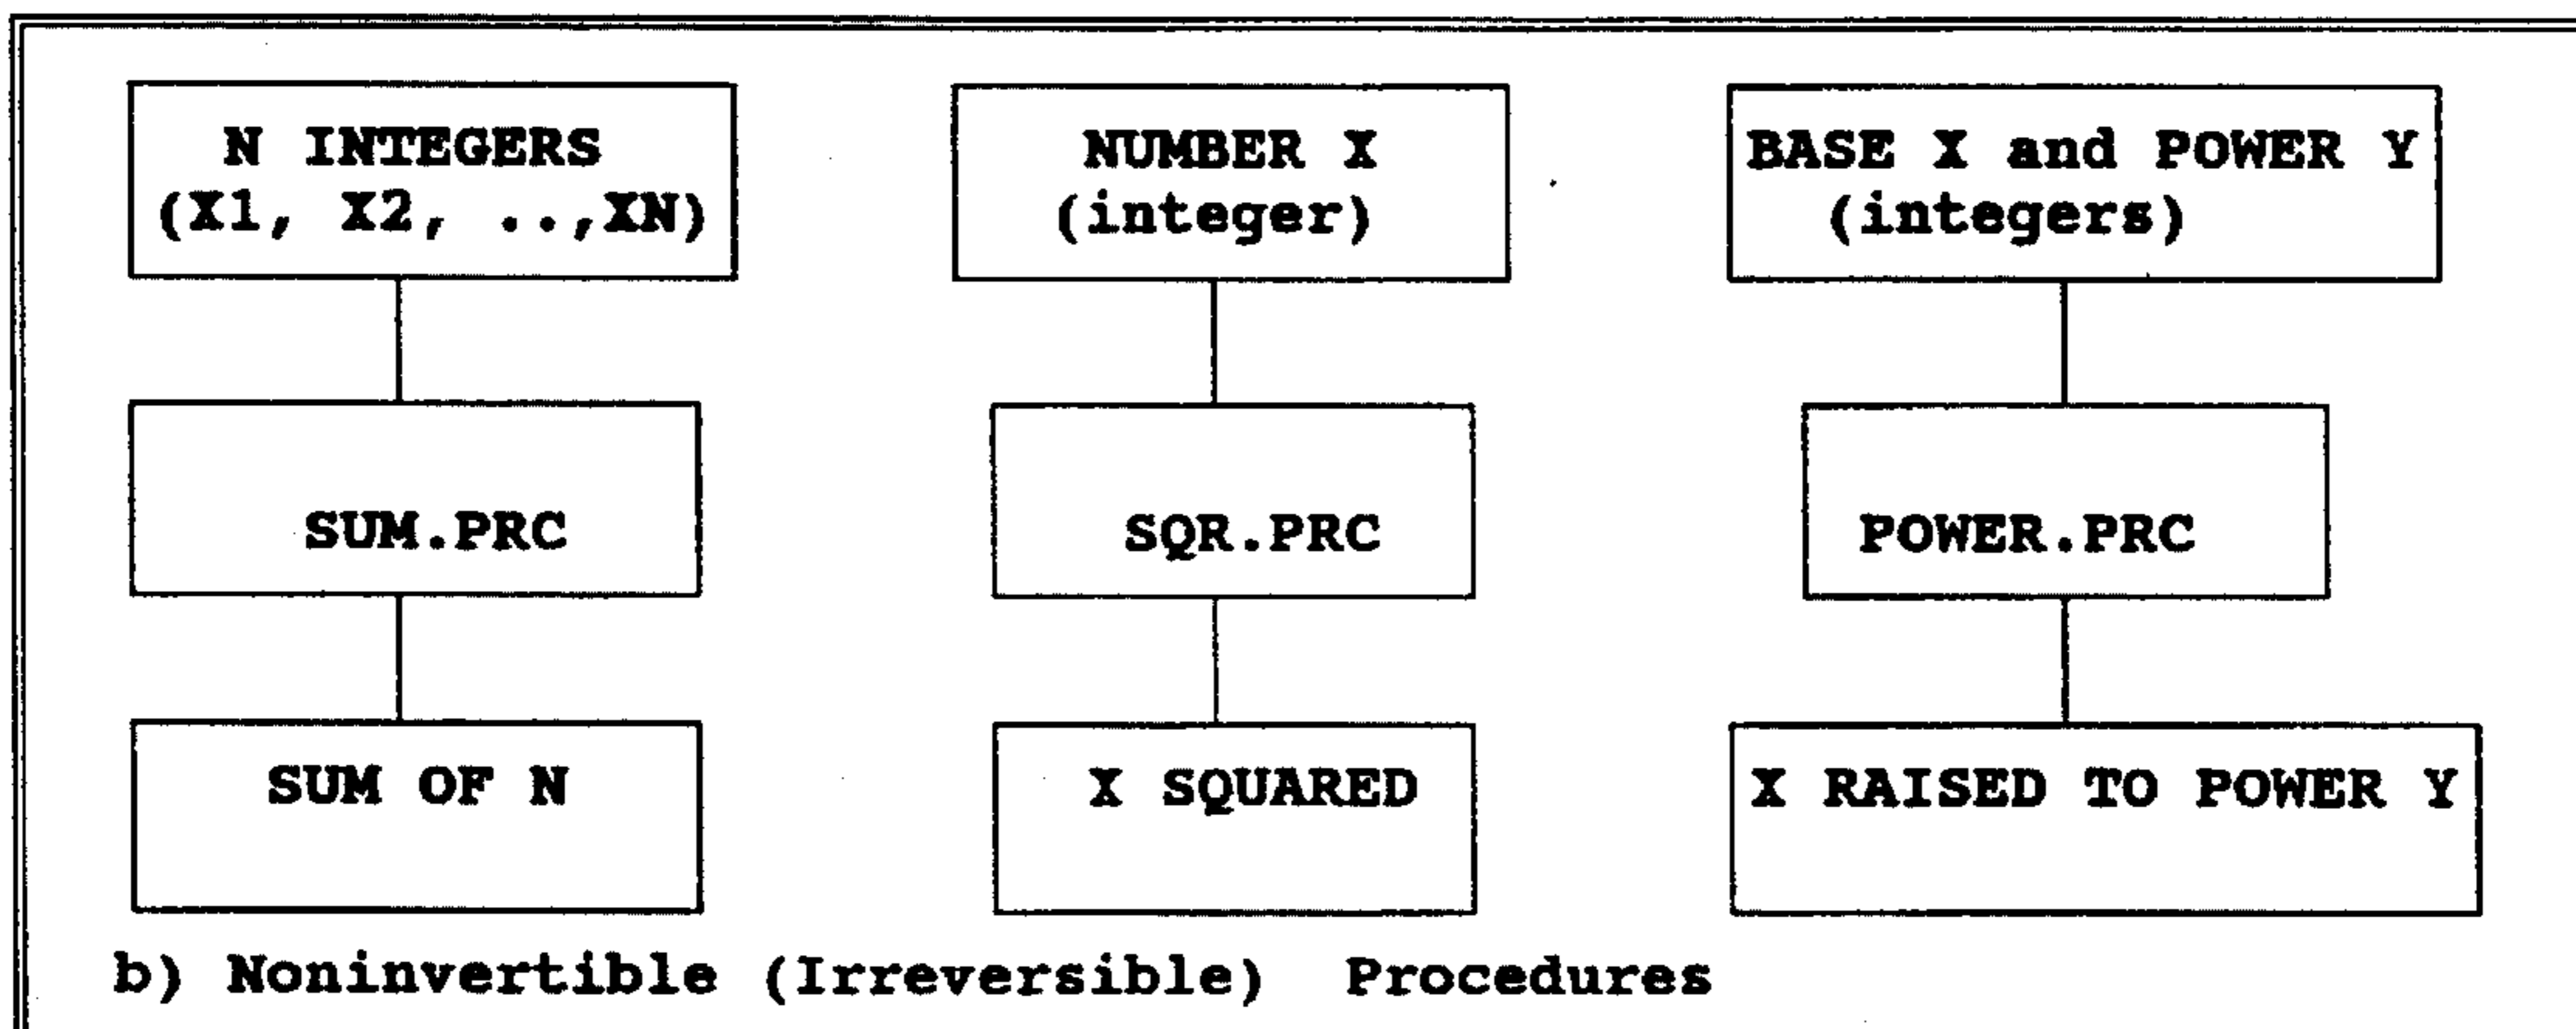 N INTEGERS
(X1, X2, ..,XN)
NUMBER X
(integer)
BASE X and POWER Y
(integers)
SUM.PRC
SQR.PRC
POWER.PRC
SUM OF N
X SQUARED
X RAISED TO POWER Y
b) Noninvertible (Irreversible) Procedures